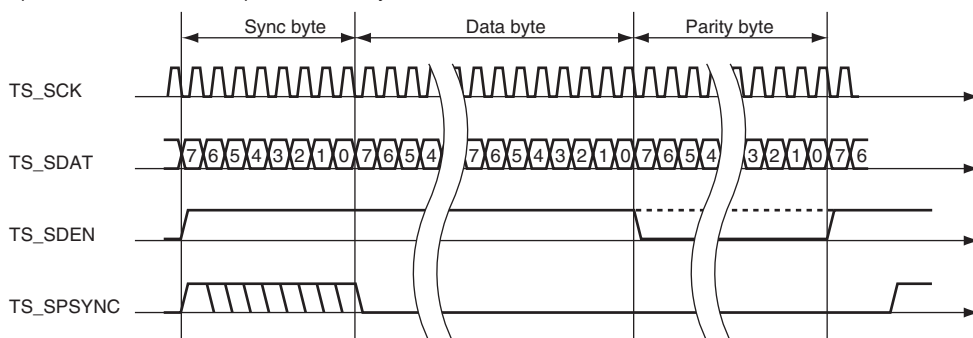 Sync byte Data byte Parity byte
TS_SCK
TS_SDAT 7 6 5 4 3 2 1 0 7 6 5 4 7 6 5 4 3 2 1 0 7 6 5 4 3 2 1 0 7 6
TS_SDEN
TS_SPSYNC